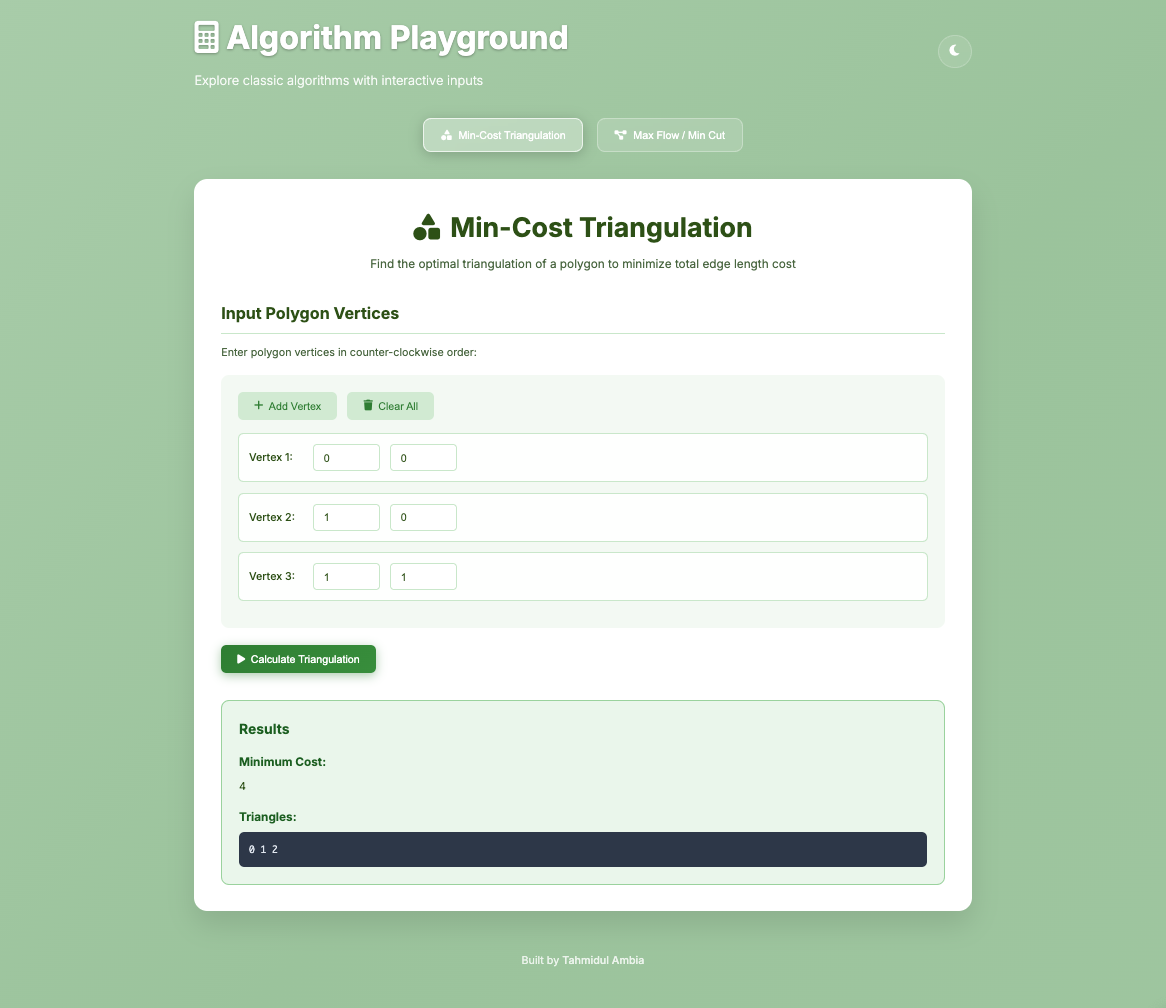 Algorithm Playground
Explore classic algorithms with interactive inputs
Min-Cost Triangulation
Max Flow / Min Cut
Min-Cost Triangulation
Find the optimal triangulation of a polygon to minimize total edge length cost
Input Polygon Vertices
Enter polygon vertices in counter-clockwise order:
+ Add Vertex
Clear All
Vertex 1: 0 0
Vertex 2: 1 0
Vertex 3: 1 1
Calculate Triangulation
Results
Minimum Cost:
4
Triangles:
0 1 2
Built by Tahmidul Ambia